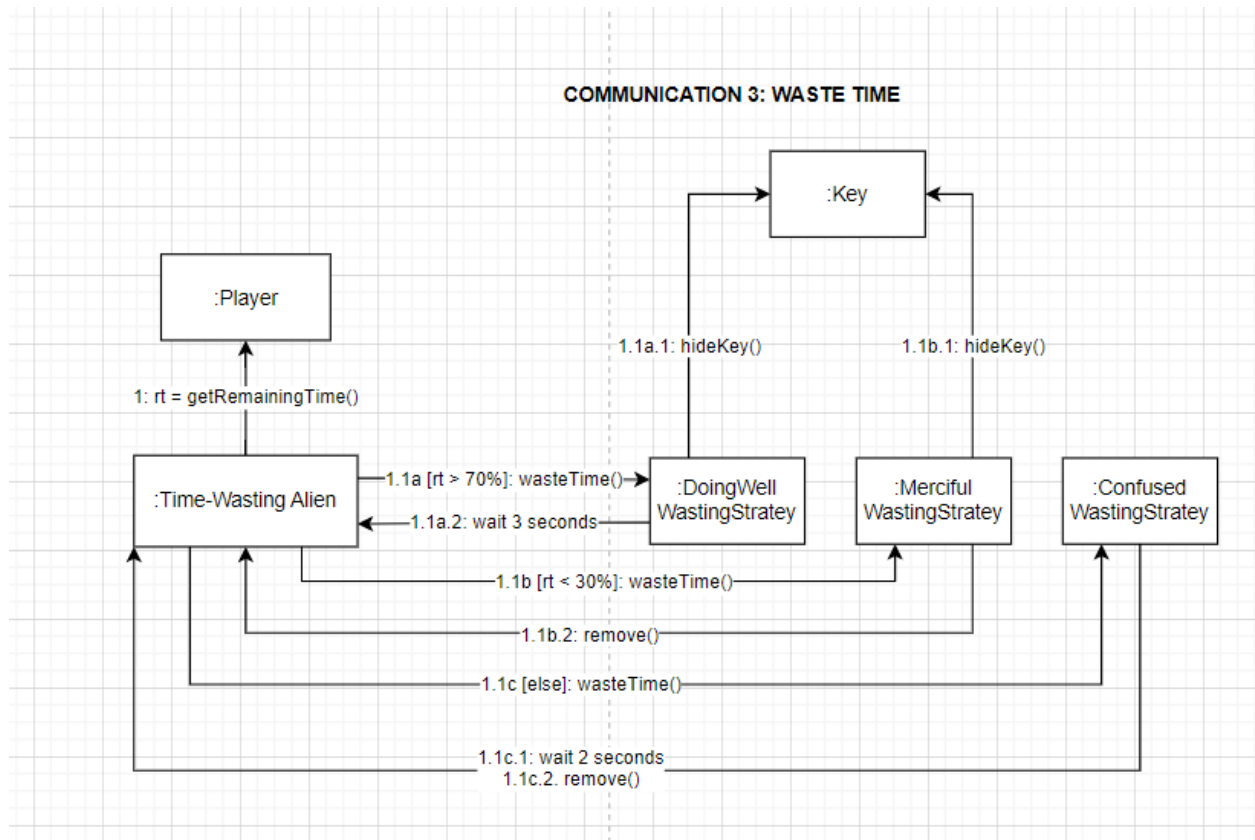 COMMUNICATION 3: WASTE TIME
:Key
:Player
1.1a.1: hideKey()
1.1b.1: hideKey()
1: rt = getRemainingTime()
:Time-Wasting Alien
1.1a [rt > 70%]: wasteTime()
:DoingWell
WastingStratey
:Merciful
WastingStratey
:Confused
WastingStratey
1.1a.2: wait 3 seconds
1.1b [rt < 30%]: wasteTime()
1.1b.2: remove()
1.1c [else]: wasteTime()
1.1c.1: wait 2 seconds
1.1c.2. remove()